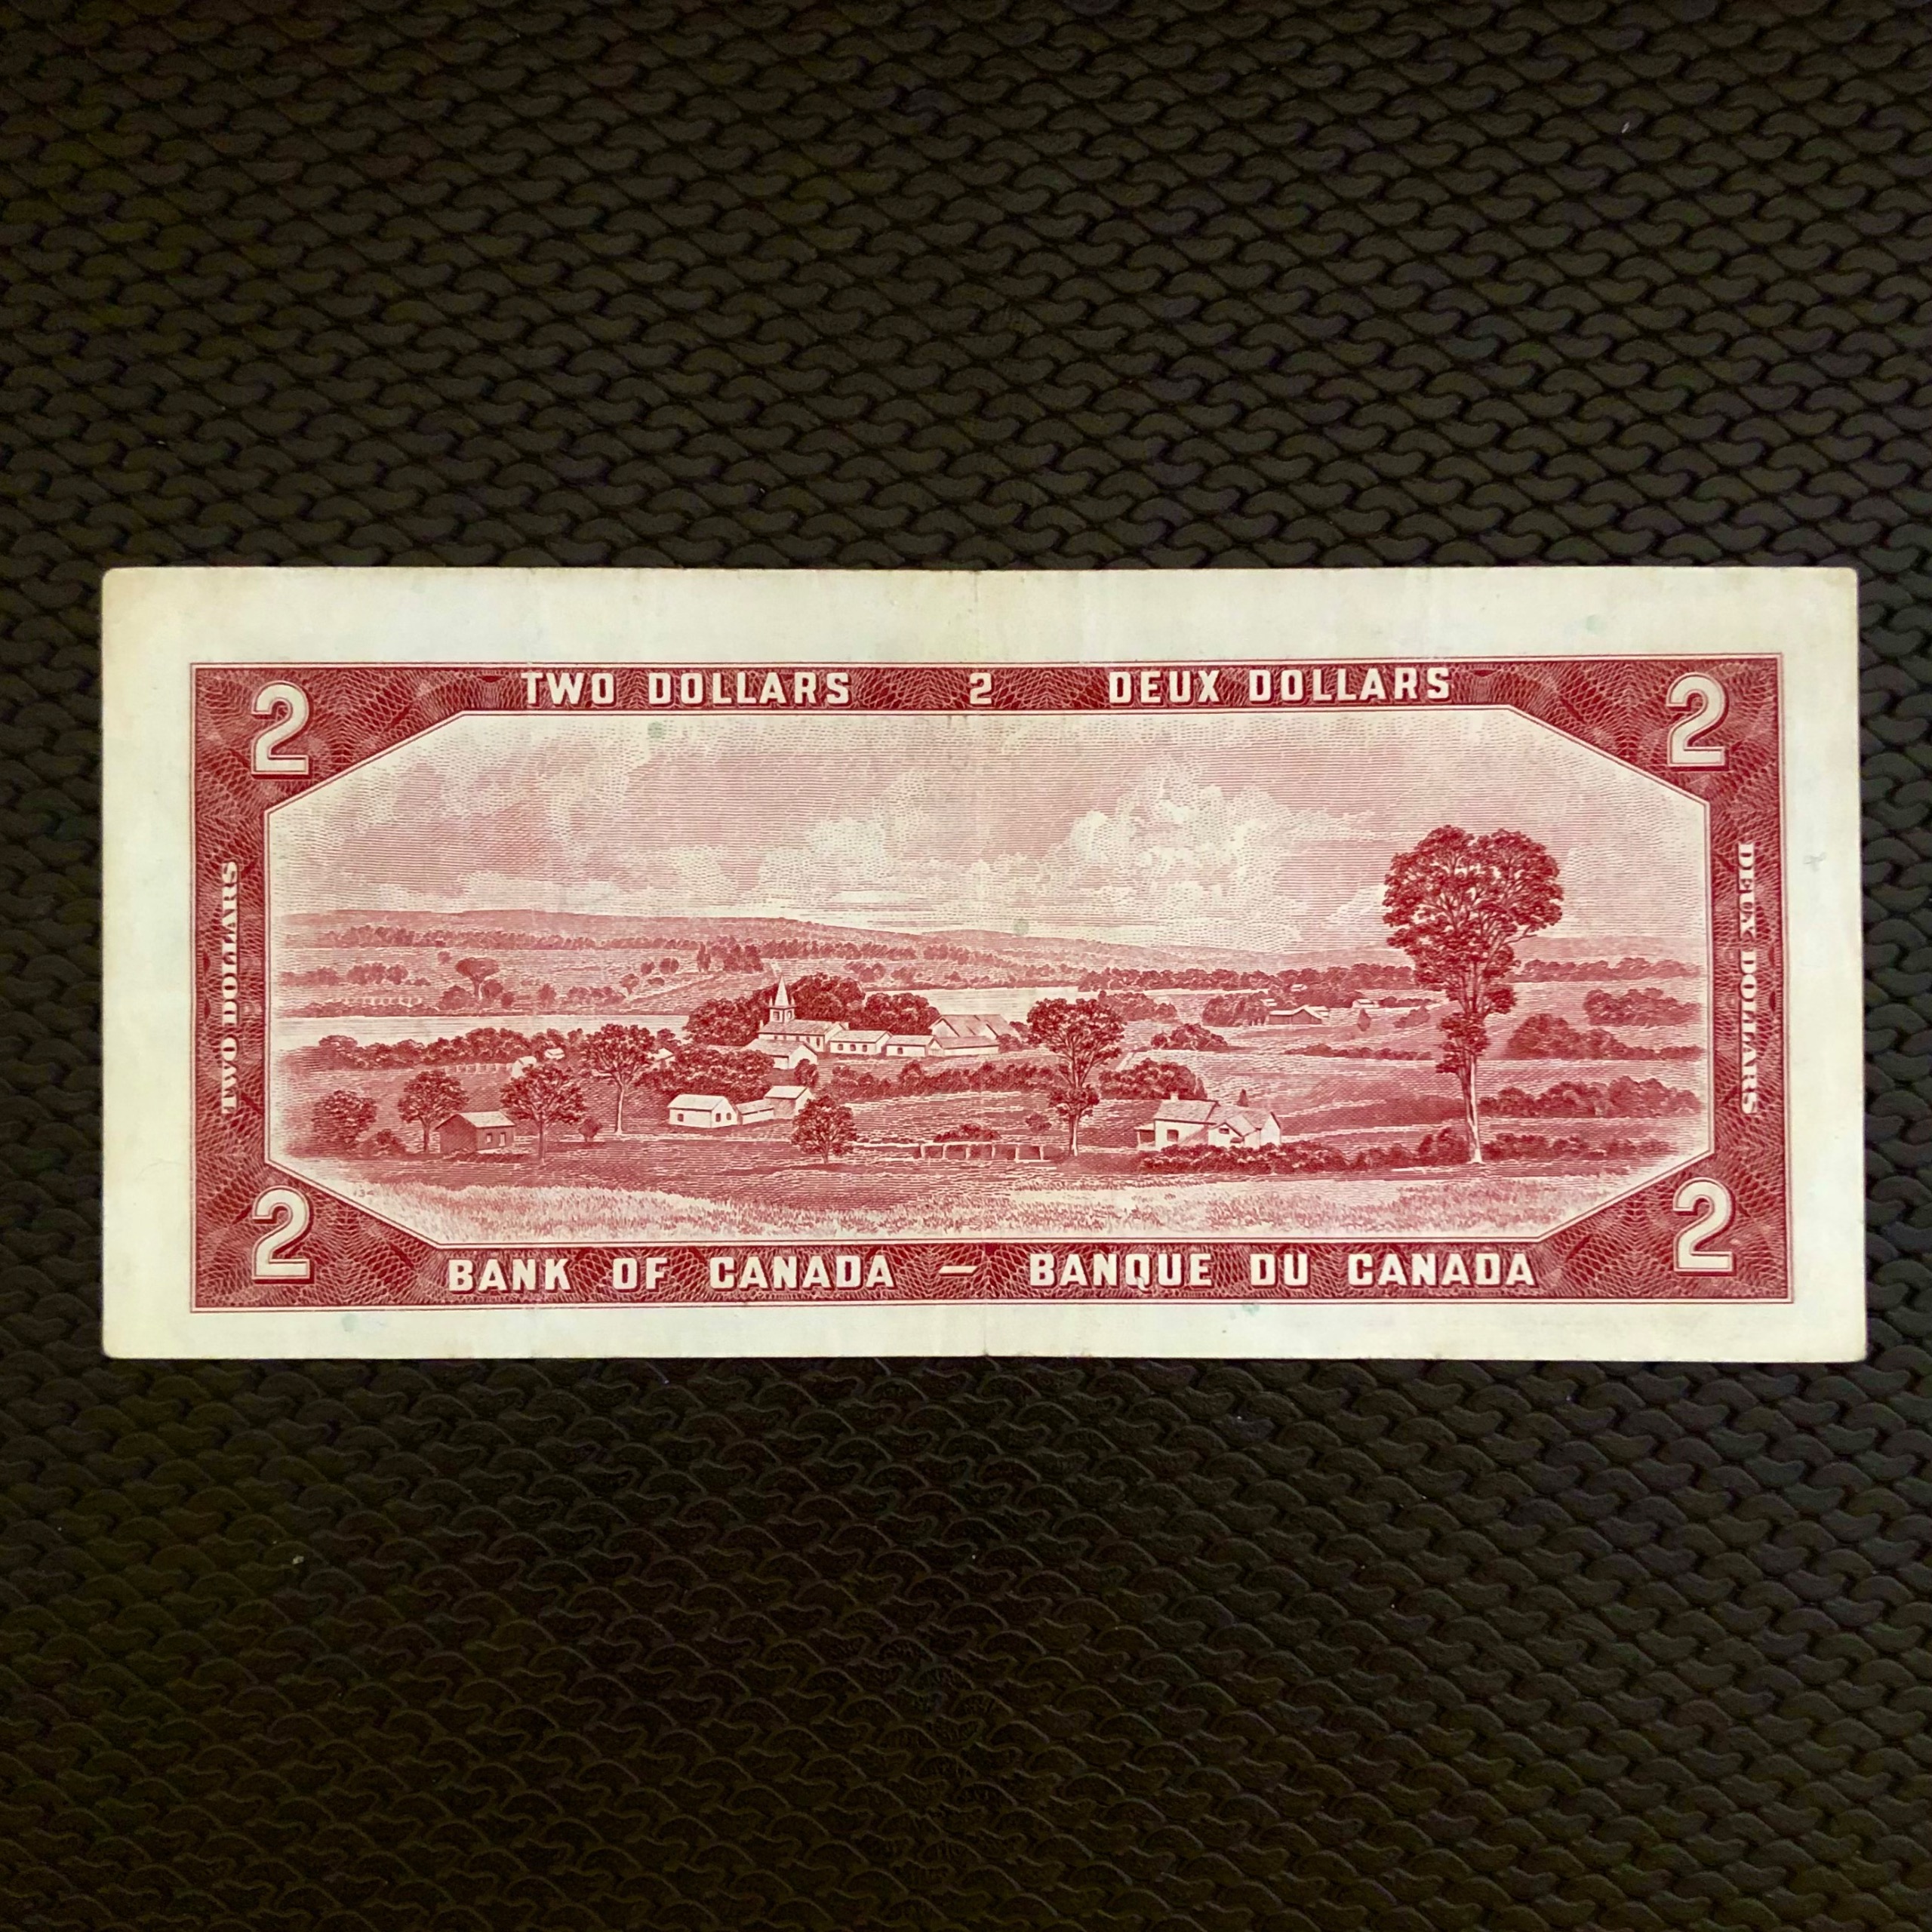 TWO DOLLARS 2 DEUX DOLLARS
2
2
TWO DOLLARS
DEUX DOLLARS
2
2
BANK OF CANADA – BANQUE DU CANADA